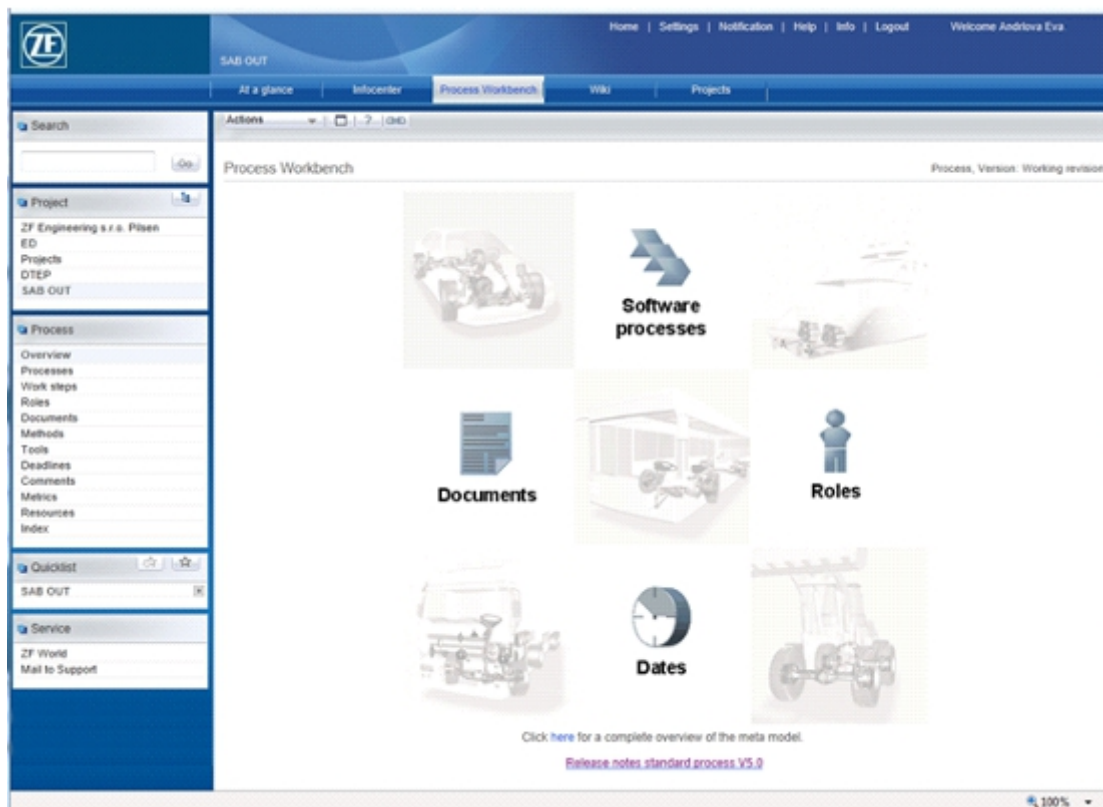 ZF
Home | Settings | Notification | Help | Info | Logout
Welcome Andrlova Eva.
SAB OUT
At a glance
Infocenter
Process Workbench
Wiki
Projects
Search
Go
Actions
?
Process Workbench
Process, Version: Working revision
Project
ZF Engineering s.r.o. Pilsen
ED
Projects
DTEP
SAB OUT
Process
Overview
Processes
Work steps
Roles
Documents
Methods
Tools
Deadlines
Comments
Metrics
Resources
Index
Quicklist
SAB OUT
Service
ZF World
Mail to Support
Software
processes
Documents
Roles
Dates
Click here for a complete overview of the meta model.
Release notes standard process V5.0
100%